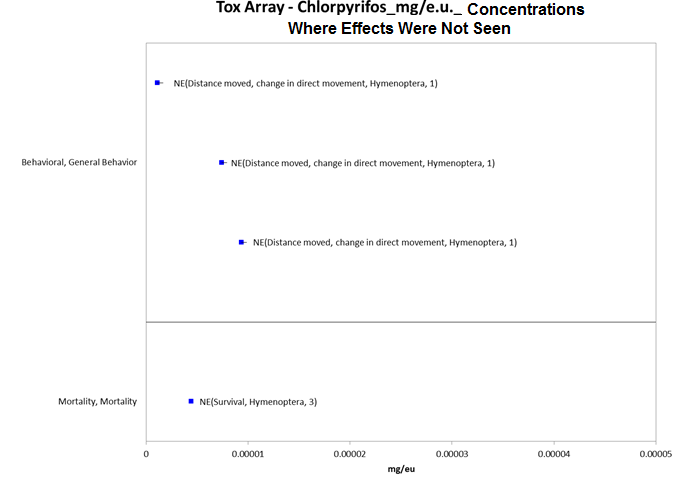 Tox Array - Chlorpyrifos_mg/e.u._ Concentrations
Where Effects Were Not Seen
NE(Distance moved, change in direct movement, Hymenoptera, 1)
Behavioral, General Behavior
NE(Distance moved, change in direct movement, Hymenoptera, 1)
NE(Distance moved, change in direct movement, Hymenoptera, 1)
Mortality, Mortality
NE(Survival, Hymenoptera, 3)
0 0.00001 0.00002 0.00003 0.00004 0.00005
mg/eu